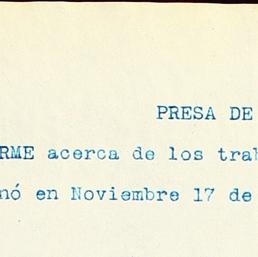 PRESA DE
RME acerca de los trab
nó en Noviembre 17 de